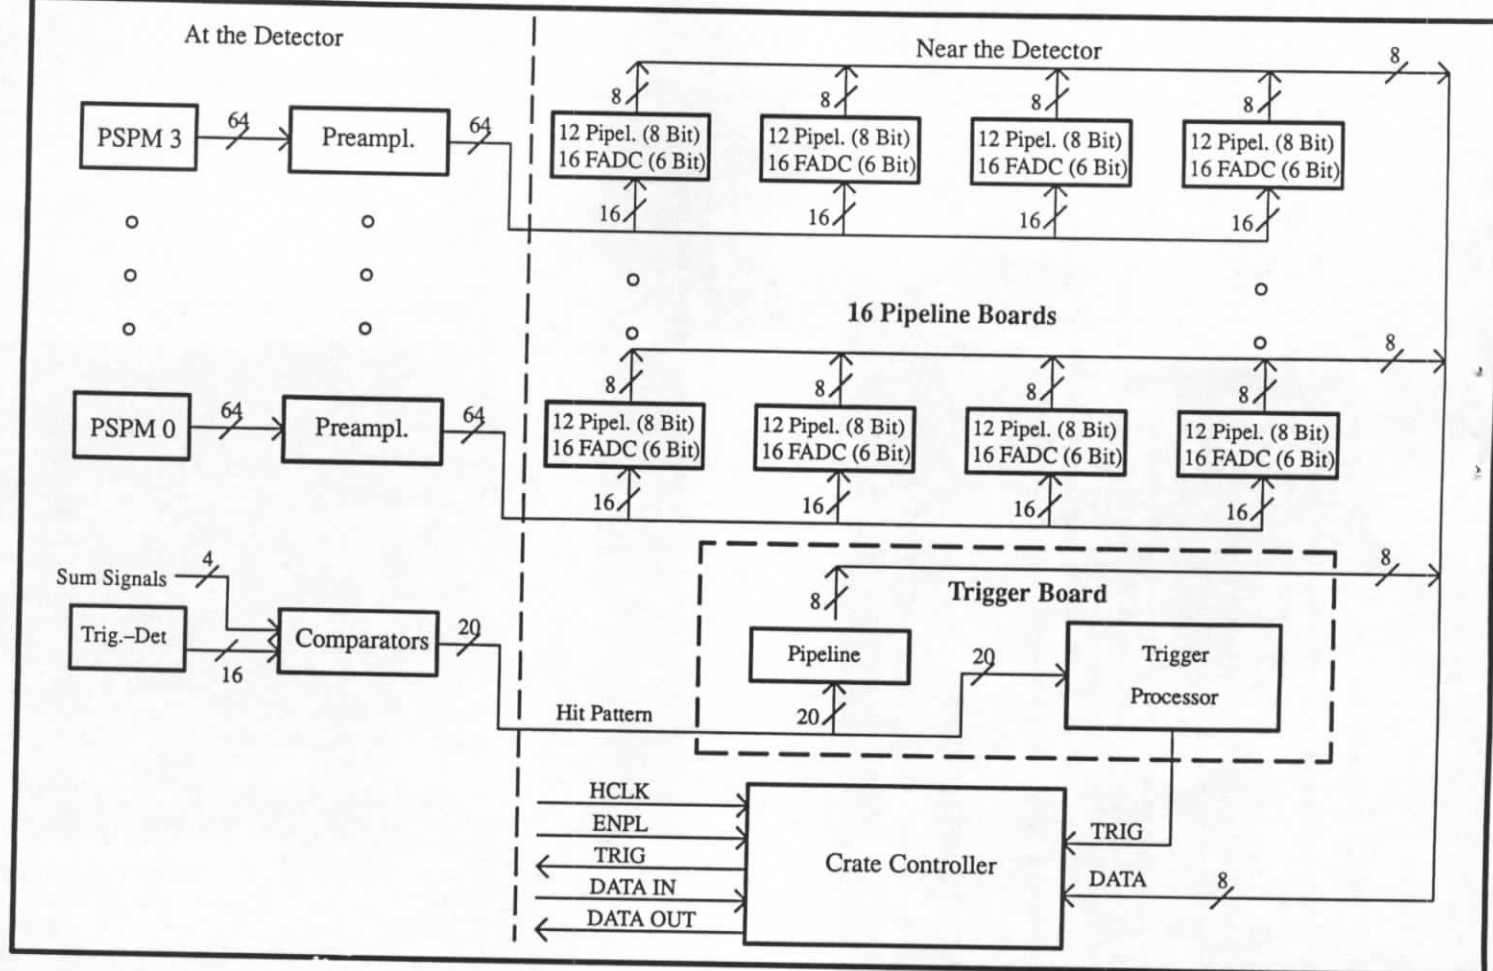 At the Detector
Near the Detector
8
8
8
8
8
PSPM 3
64
Preampl.
64
12 Pipel. (8 Bit)
16 FADC (6 Bit)
12 Pipel. (8 Bit)
16 FADC (6 Bit)
12 Pipel. (8 Bit)
16 FADC (6 Bit)
12 Pipel. (8 Bit)
16 FADC (6 Bit)
16
16
16
16
16 Pipeline Boards
8
8
8
8
8
PSPM 0
64
Preampl.
64
12 Pipel. (8 Bit)
16 FADC (6 Bit)
12 Pipel. (8 Bit)
16 FADC (6 Bit)
12 Pipel. (8 Bit)
16 FADC (6 Bit)
12 Pipel. (8 Bit)
16 FADC (6 Bit)
16
16
16
16
Sum Signals
4
Trig.–Det
16
Comparators
20
8
Trigger Board
8
Pipeline
20
Trigger
Processor
Hit Pattern
20
HCLK
ENPL
TRIG
DATA IN
DATA OUT
Crate Controller
TRIG
DATA
8